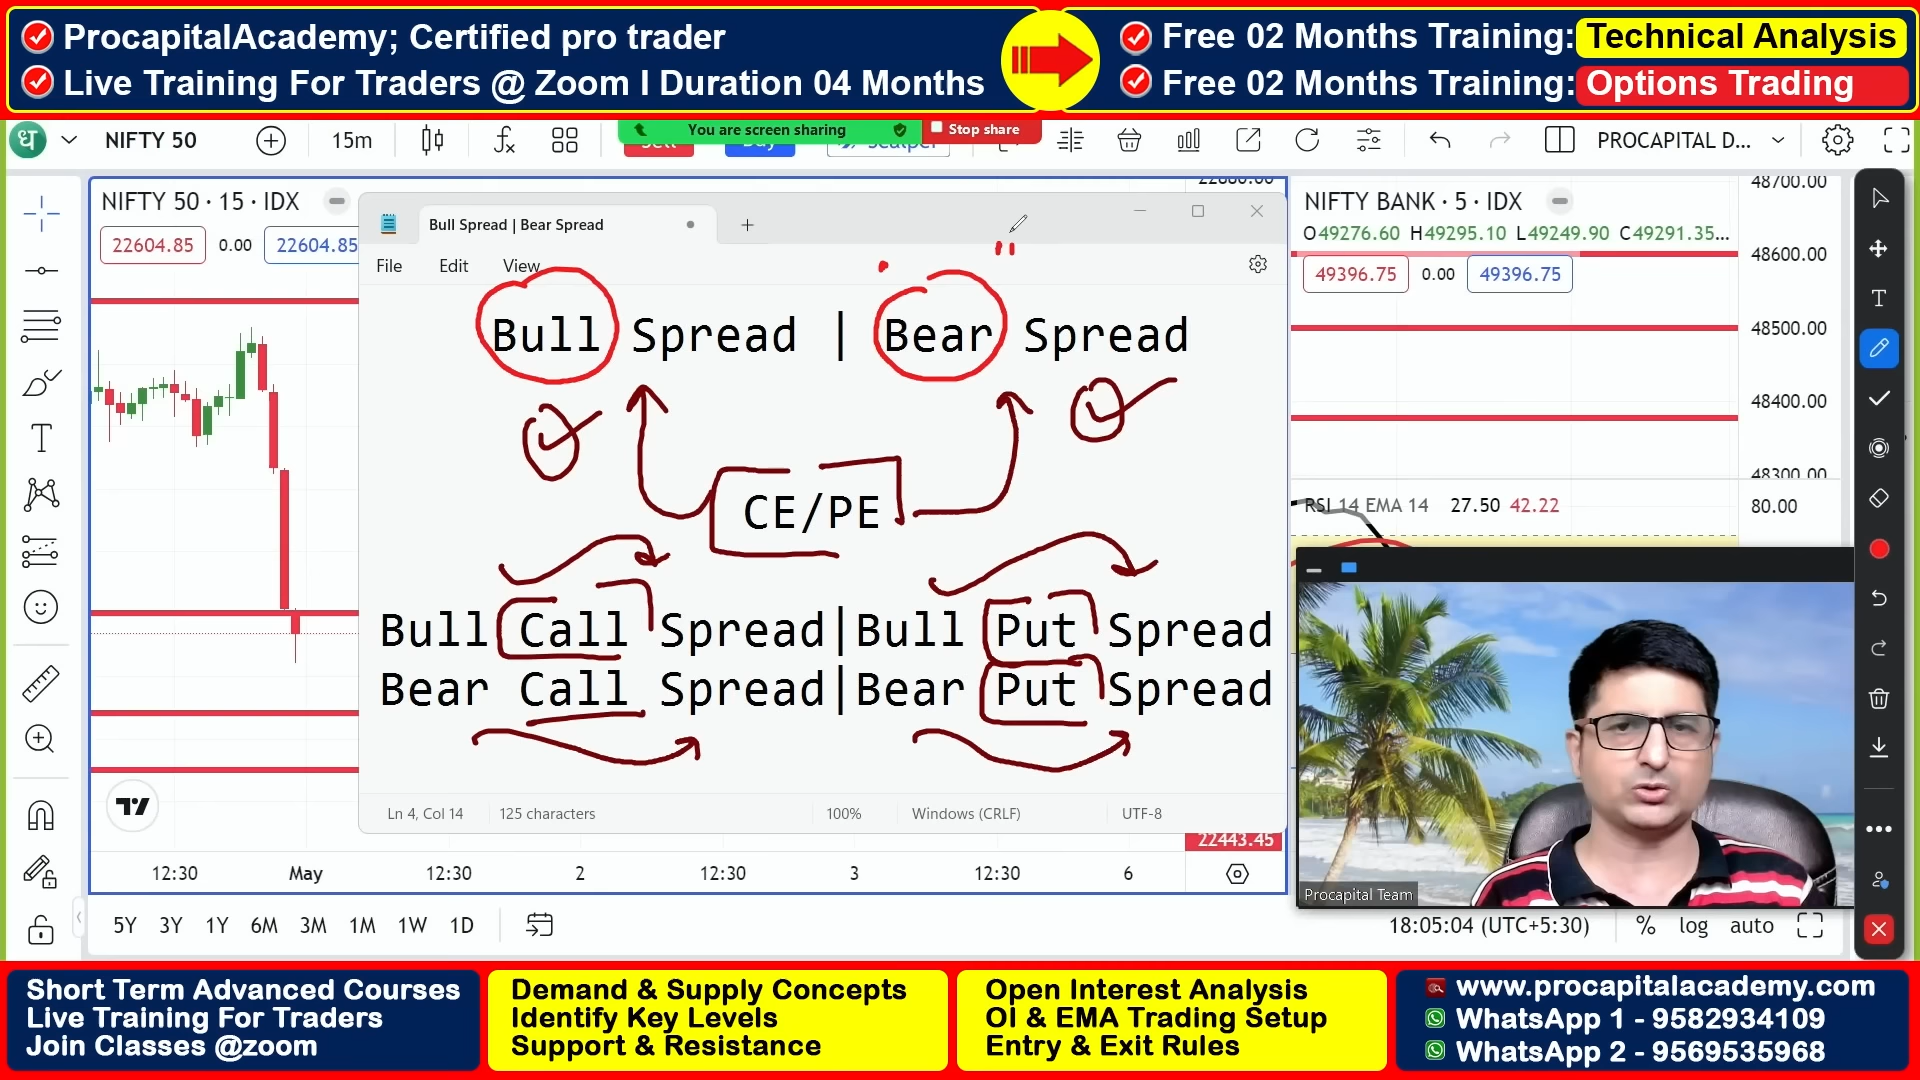 ProcapitalAcademy; Certified pro trader
Live Training For Traders @ Zoom I Duration 04 Months
Free 02 Months Training: Technical Analysis
Free 02 Months Training: Options Trading
ध NIFTY 50 15m
You are screen sharing Stop share
PROCAPITAL D...
NIFTY 50 · 15 · IDX
22604.85 0.00 22604.85
Bull Spread | Bear Spread
File Edit View
Bull Spread | Bear Spread
CE/PE
Bull Call Spread|Bull Put Spread
Bear Call Spread|Bear Put Spread
Ln 4, Col 14 125 characters 100% Windows (CRLF) UTF-8
22443.45
12:30 May 12:30 2 12:30 3 12:30 6
NIFTY BANK · 5 · IDX
O49276.60 H49295.10 L49249.90 C49291.35...
49396.75 0.00 49396.75
48700.00
48600.00
48500.00
48400.00
48300.00
RSI 14 EMA 14 27.50 42.22
80.00
Procapital Team
5Y 3Y 1Y 6M 3M 1M 1W 1D
18:05:04 (UTC+5:30) % log auto
Short Term Advanced Courses
Live Training For Traders
Join Classes @zoom
Demand & Supply Concepts
Identify Key Levels
Support & Resistance
Open Interest Analysis
OI & EMA Trading Setup
Entry & Exit Rules
www.procapitalacademy.com
WhatsApp 1 - 9582934109
WhatsApp 2 - 9569535968